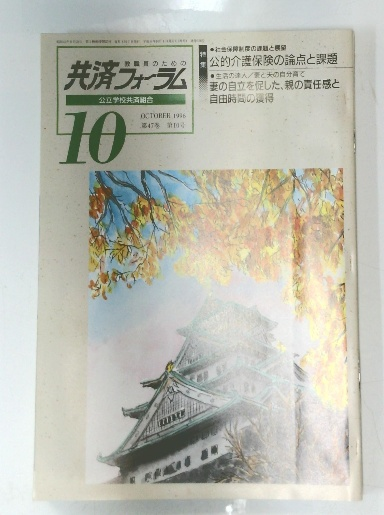 教職員のための
共済フォーラム
公立学校共済組合
10
OCTOBER 1996
第47巻 第10号
特集
●社会保障制度の課題と展望
公的介護保険の論点と課題
●生活の達人/妻と夫の自分育て
妻の自立を促した、親の責任感と
自由時間の獲得